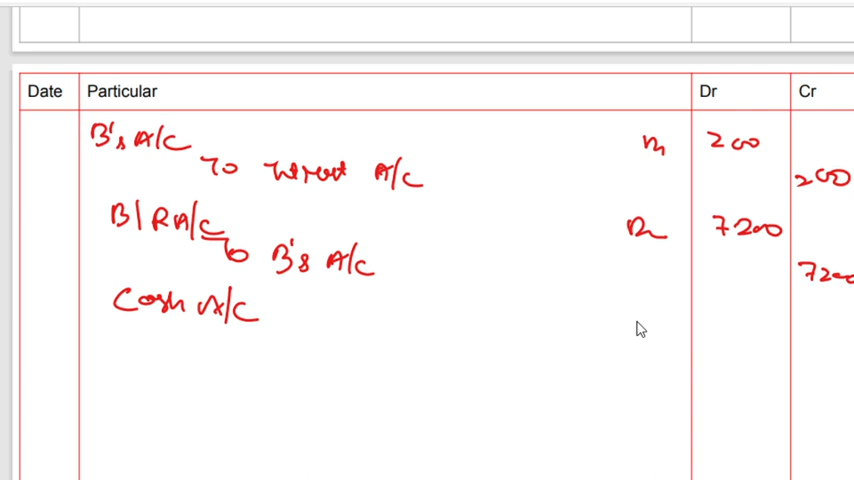 Date Particular Dr Cr
B's A/C Dr 200
To Interest A/C 200
B/R A/C Dr 7200
To B's A/C 7200
Cash A/C